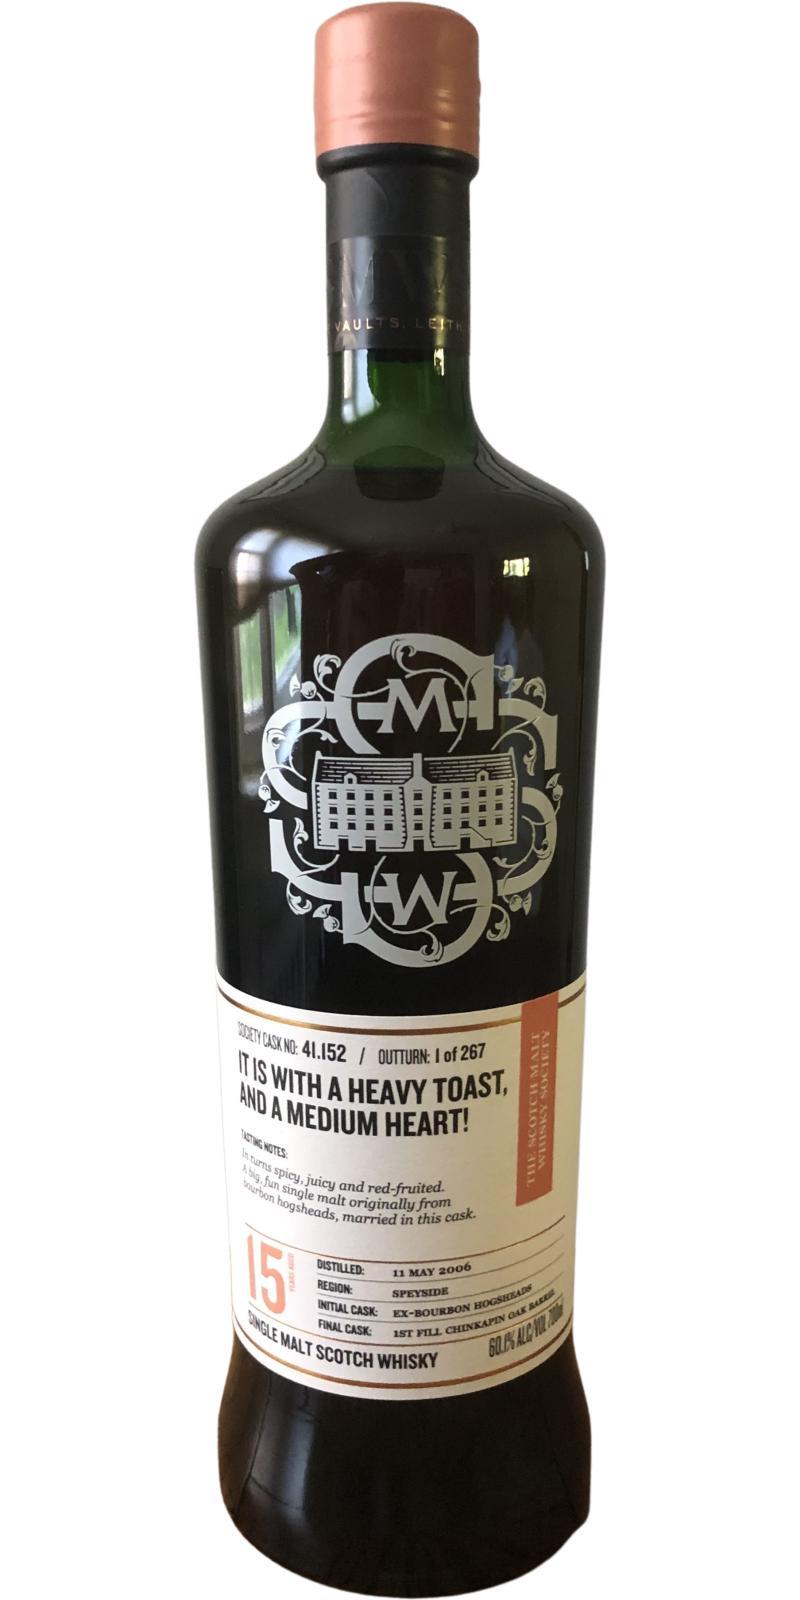 MW
VAULTS, LEITH,
M
W
SOCIETY CASK NO: 41.152 / OUTTURN: 1 of 267
IT IS WITH A HEAVY TOAST,
AND A MEDIUM HEART!
TASTING NOTES:
In turns spicy, juicy and red-fruited.
A big, fun single malt originally from
bourbon hogsheads, married in this cask.
THE SCOTCH MALT
WHISKY SOCIETY
15 YEARS AGED
DISTILLED: 11 MAY 2006
REGION: SPEYSIDE
INITIAL CASK: EX-BOURBON HOGSHEADS
FINAL CASK: 1ST FILL CHINKAPIN OAK BARREL
SINGLE MALT SCOTCH WHISKY
60.1% ALC/VOL 700ml